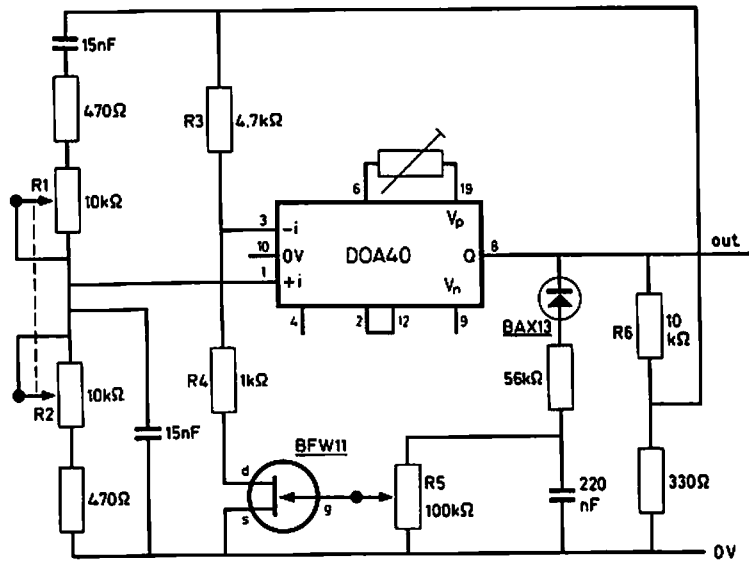 15nF
470Ω
R1
10kΩ
R3
4,7kΩ
6
19
3
-i
Vp
10
0V
DOA40
Q
8
out
1
+i
Vn
4
2
12
9
BAX13
R6
10
kΩ
R2
10kΩ
15nF
R4
1kΩ
56kΩ
BFW11
d
s
g
R5
100kΩ
220
nF
330Ω
470Ω
0V